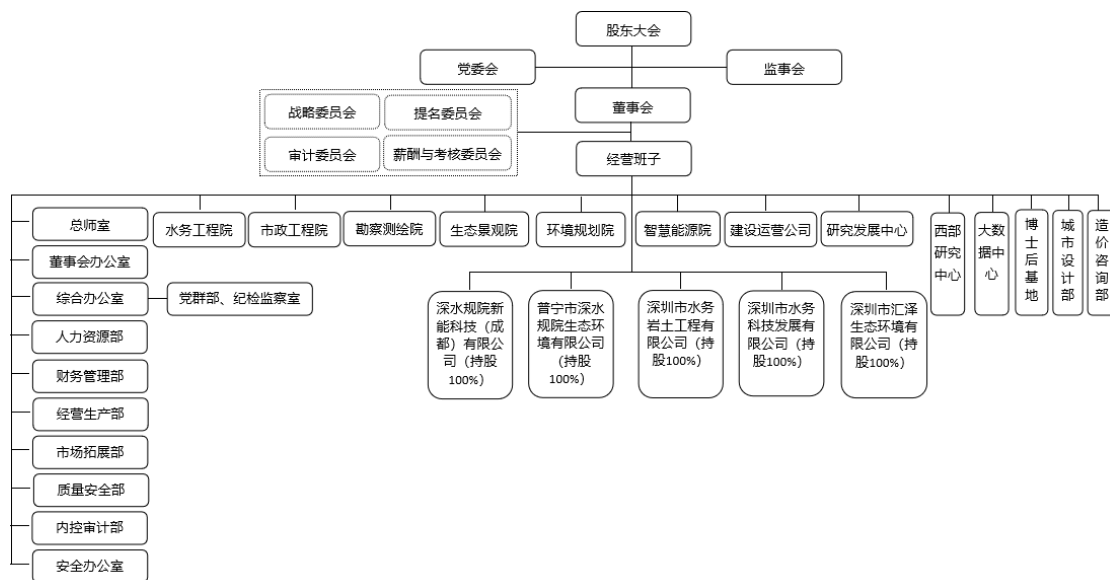 股东大会
党委会
监事会
战略委员会
提名委员会
董事会
审计委员会
薪酬与考核委员会
经营班子
总师室
水务工程院
市政工程院
勘察测绘院
生态景观院
环境规划院
智慧能源院
建设运营公司
研究发展中心
西部
研究
中心
大数
据中
心
博
士
后
基
地
城
市
设
计
部
造
价
咨
询
部
董事会办公室
综合办公室
党群部、纪检监察室
深水规院新
能科技（成
都）有限公
司（持股
100%）
普宁市深水
规院生态环
境有限公司
（持股
100%）
深圳市水务
岩土工程有
限公司（持
股100%）
深圳市水务
科技发展有
限公司（持
股100%）
深圳市汇泽
生态环境有
限公司（持
股100%）
人力资源部
财务管理部
经营生产部
市场拓展部
质量安全部
内控审计部
安全办公室